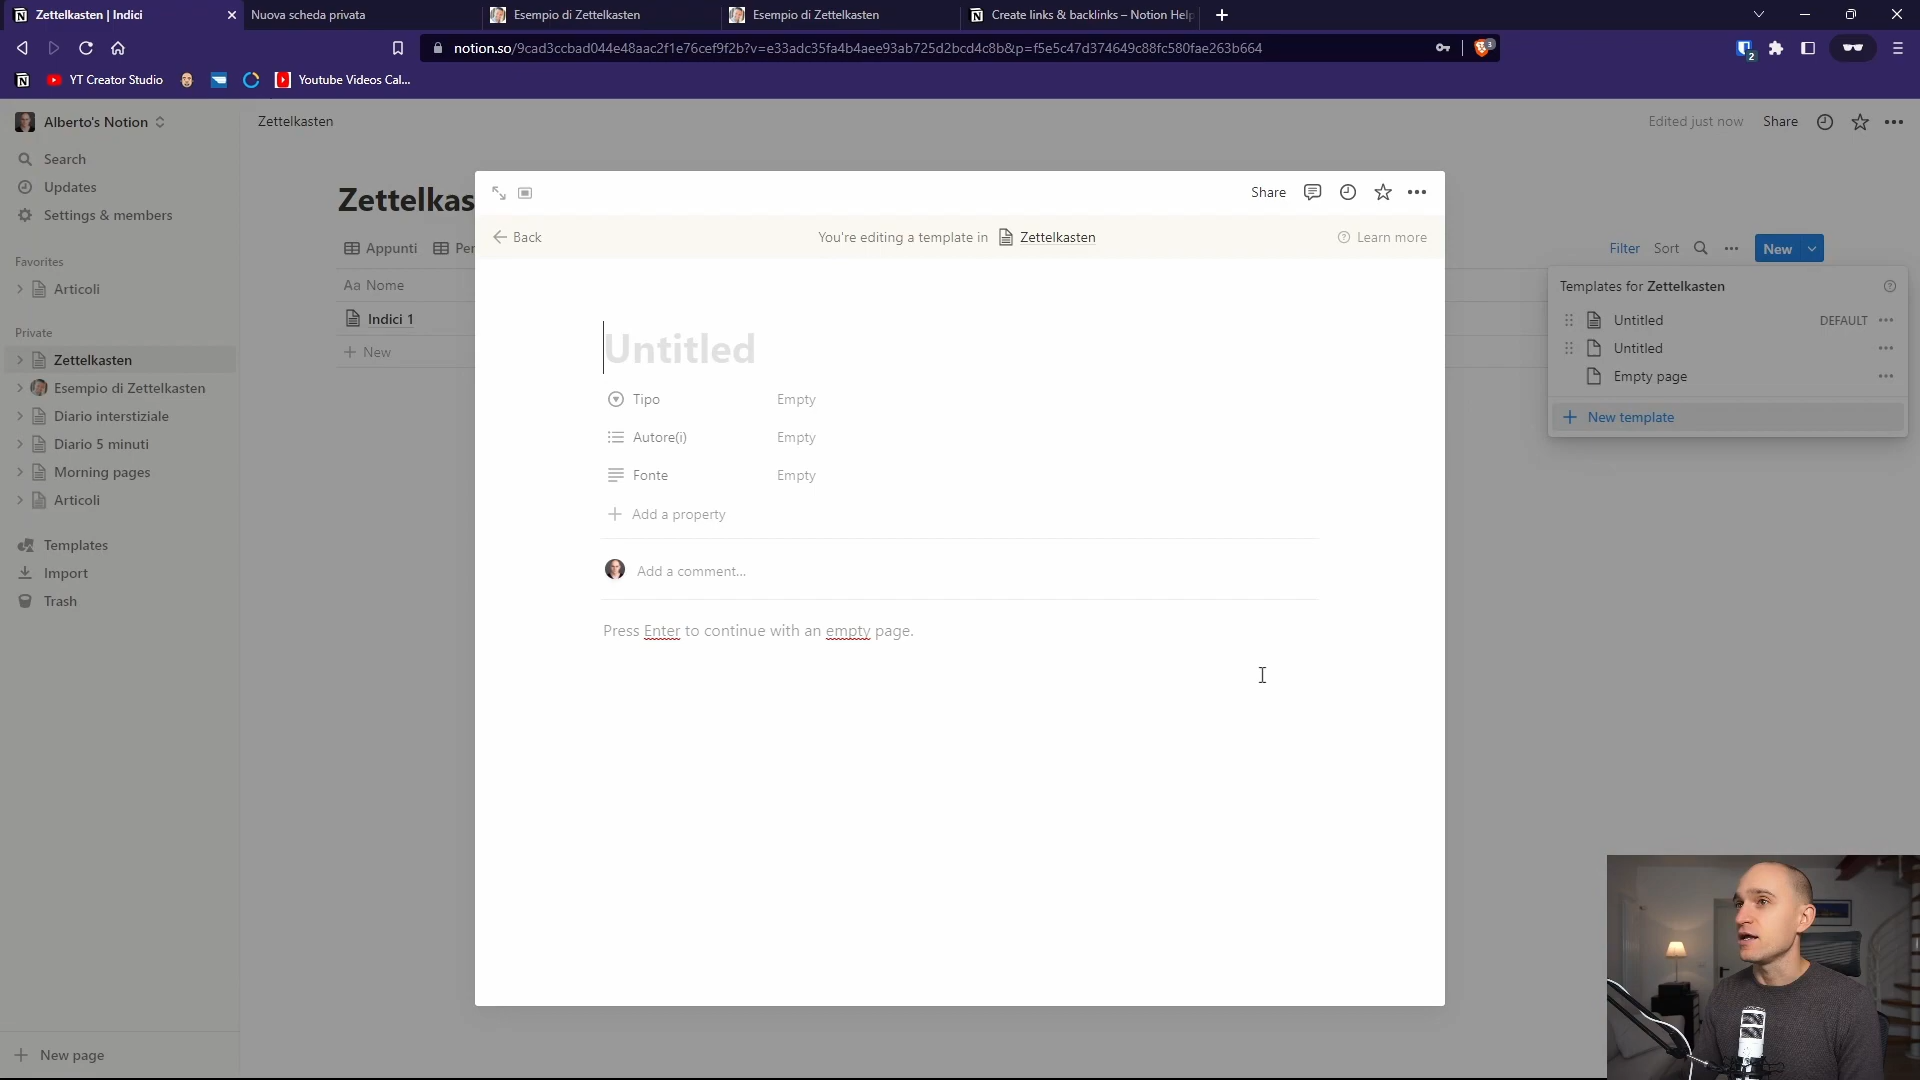 Zettelkasten | Indici
Nuova scheda privata
Esempio di Zettelkasten
Esempio di Zettelkasten
Create links & backlinks – Notion Help
notion.so/9cad3ccbad044e48aac2f1e76cef9f2b?v=e33adc35fa4b4aee93ab725d2bcd4c8b&p=f5e5c47d374649c88fc580fae263b664
3
2
YT Creator Studio
Youtube Videos Cal...
Alberto's Notion
Search
Updates
Settings & members
Favorites
Articoli
Private
Zettelkasten
Esempio di Zettelkasten
Diario interstiziale
Diario 5 minuti
Morning pages
Articoli
Templates
Import
Trash
New page
Zettelkasten
Edited just now
Share
Zettelkas
Appunti
Per
Filter
Sort
New
Aa Nome
Indici 1
New
Share
Back
You're editing a template in Zettelkasten
Learn more
Untitled
Tipo Empty
Autore(i) Empty
Fonte Empty
Add a property
Add a comment...
Press Enter to continue with an empty page.
Templates for Zettelkasten
Untitled DEFAULT
Untitled
Empty page
New template